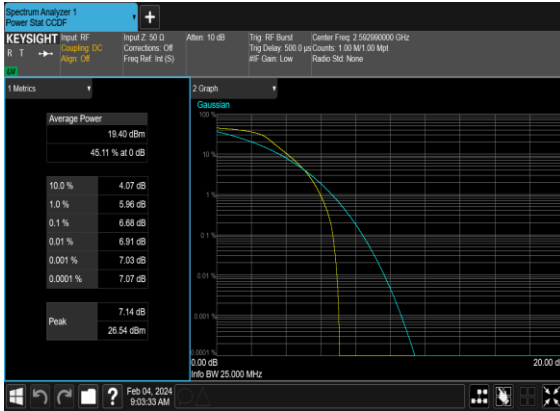 Spectrum Analyzer 1
Power Stat CCDF
+
KEYSIGHT
R T
LV
Input: RF
Coupling: DC
Align: Off
Input Z: 50 Ω
Corrections: Off
Freq Ref: Int (S)
Atten: 10 dB
Trig: RF Burst
Trig Delay: 500.0 µs
#IF Gain: Low
Center Freq: 2.592990000 GHz
Counts: 1.00 M/1.00 Mpt
Radio Std: None
1 Metrics
Average Power
19.40 dBm
45.11 % at 0 dB
10.0 % 4.07 dB
1.0 % 5.96 dB
0.1 % 6.68 dB
0.01 % 6.91 dB
0.001 % 7.03 dB
0.0001 % 7.07 dB
Peak
7.14 dB
26.54 dBm
2 Graph
Gaussian
100 %
10 %
1 %
0.1 %
0.01 %
0.001 %
0.0001 %
0.00 dB
20.00 d
Info BW 25.000 MHz
?
Feb 04, 2024
9:03:33 AM